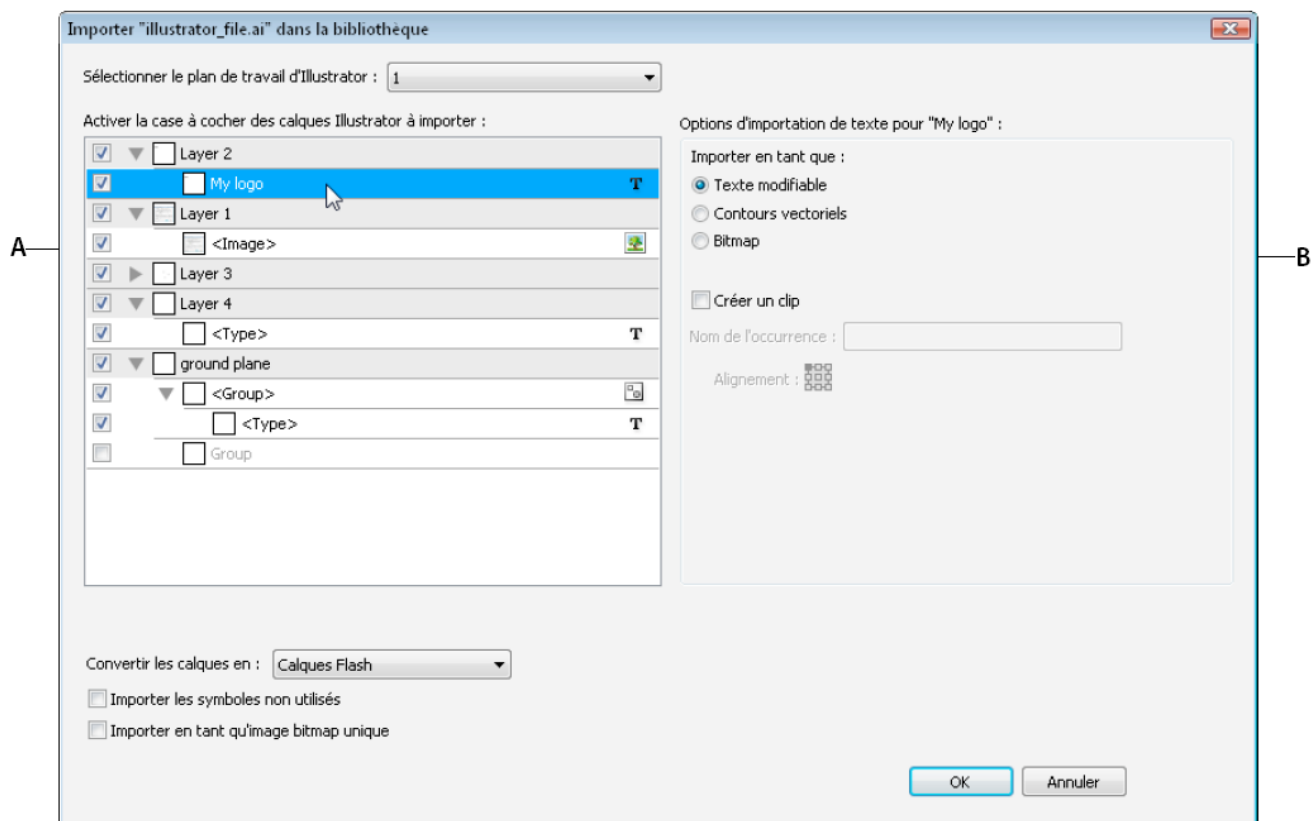 Importer "illustrator_file.ai" dans la bibliothèque
Sélectionner le plan de travail d'Illustrator : 1
Activer la case à cocher des calques Illustrator à importer :
Layer 2
My logo T
Layer 1
<Image>
Layer 3
Layer 4
<Type> T
ground plane
<Group>
<Type> T
Group
A
Options d'importation de texte pour "My logo" :
Importer en tant que :
Texte modifiable
Contours vectoriels
Bitmap
Créer un clip
Nom de l'occurrence :
Alignement :
B
Convertir les calques en : Calques Flash
Importer les symboles non utilisés
Importer en tant qu'image bitmap unique
OK Annuler